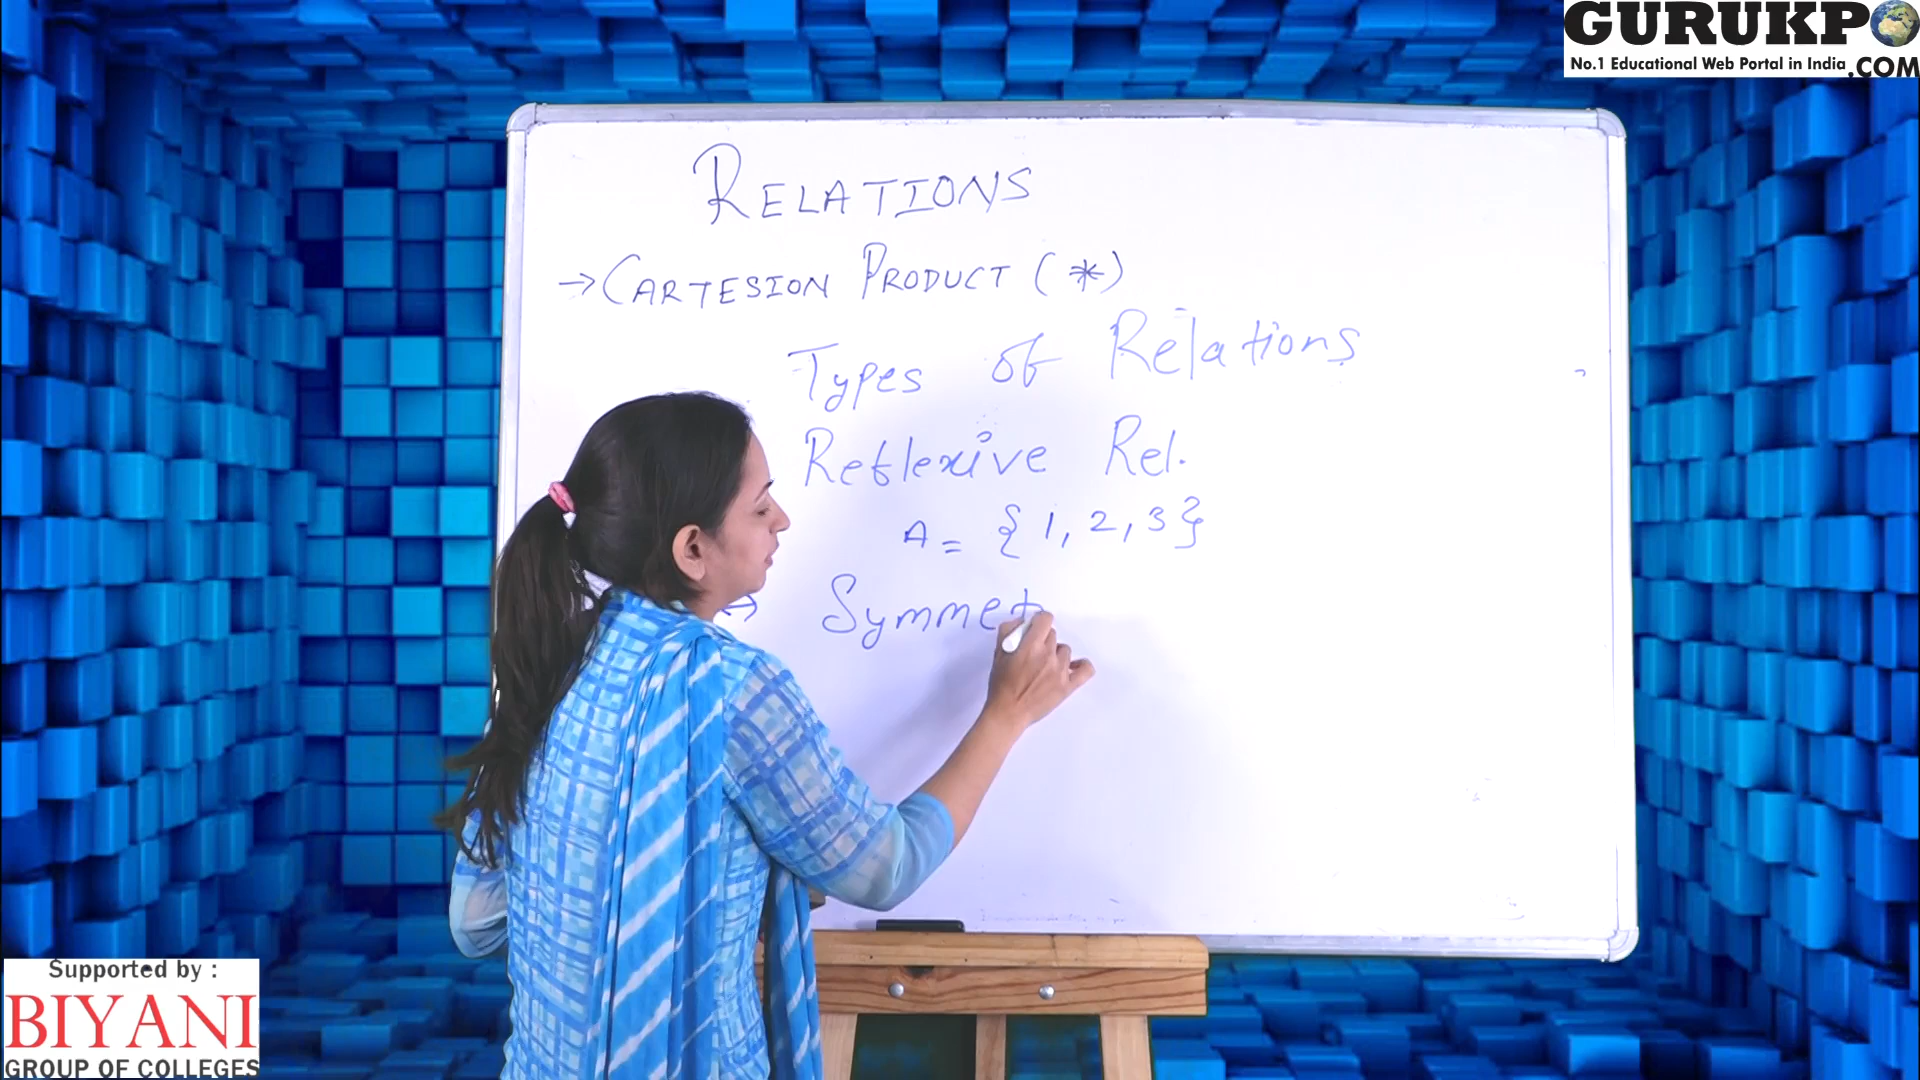 GURUKPO
No.1 Educational Web Portal in India .COM
RELATIONS
→ CARTESION PRODUCT (*)
Types of Relations
Reflexive Rel.
A = {1, 2, 3}
→ Symmet
Supported by :
BIYANI
GROUP OF COLLEGES